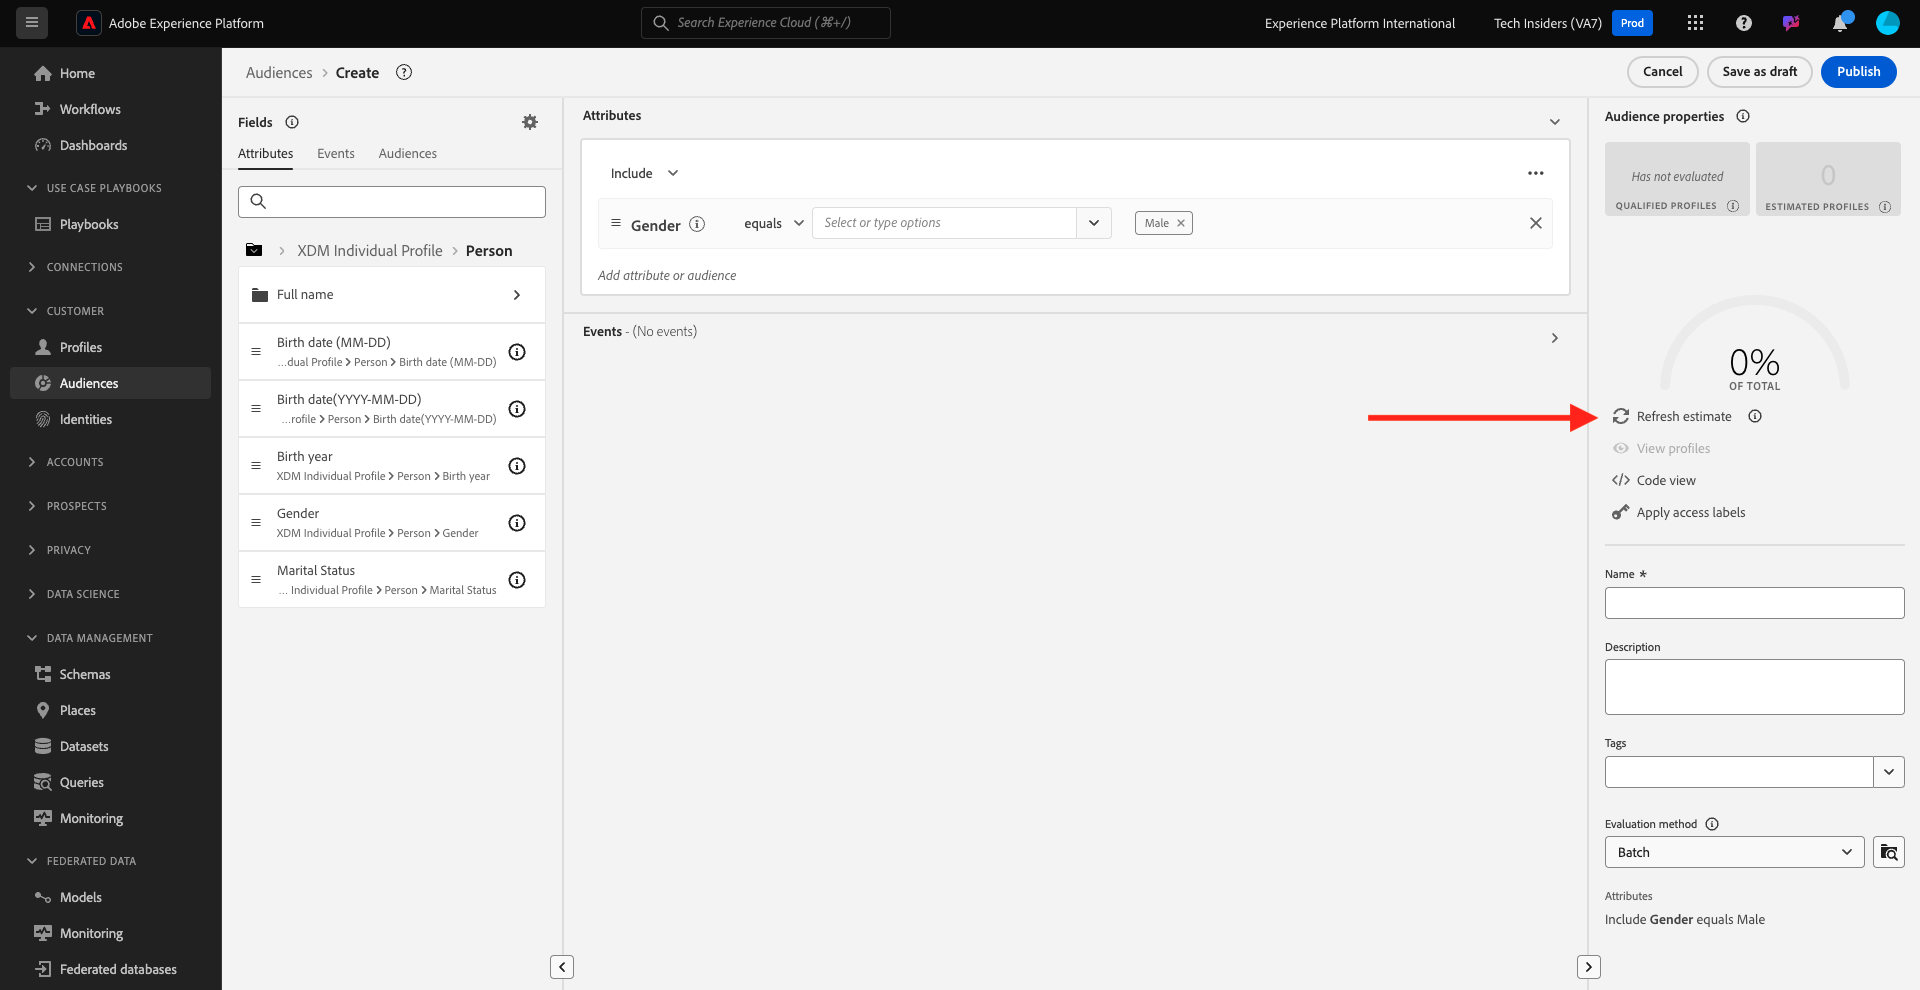 Adobe Experience Platform
Search Experience Cloud (⌘+/)
Experience Platform International
Tech Insiders (VA7)
Prod
Home
Workflows
Dashboards
USE CASE PLAYBOOKS
Playbooks
CONNECTIONS
CUSTOMER
Profiles
Audiences
Identities
ACCOUNTS
PROSPECTS
PRIVACY
DATA SCIENCE
DATA MANAGEMENT
Schemas
Places
Datasets
Queries
Monitoring
FEDERATED DATA
Models
Monitoring
Federated databases
Audiences > Create
Cancel
Save as draft
Publish
Fields
Attributes
Events
Audiences
> XDM Individual Profile > Person
Full name
Birth date (MM-DD)
...dual Profile > Person > Birth date (MM-DD)
Birth date(YYYY-MM-DD)
...rofile > Person > Birth date(YYYY-MM-DD)
Birth year
XDM Individual Profile > Person > Birth year
Gender
XDM Individual Profile > Person > Gender
Marital Status
... Individual Profile > Person > Marital Status
Attributes
Include
Gender
equals
Select or type options
Male
Add attribute or audience
Events - (No events)
Audience properties
Has not evaluated
QUALIFIED PROFILES
0
ESTIMATED PROFILES
0%
OF TOTAL
Refresh estimate
View profiles
Code view
Apply access labels
Name *
Description
Tags
Evaluation method
Batch
Attributes
Include Gender equals Male